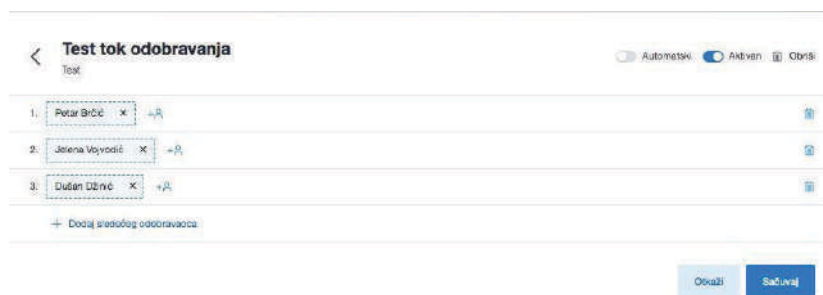 Test tok odobravanja
Test
Automatski Aktivan Obriši
1. Petar Brčić ×
2. Jelena Vojvodić ×
3. Dušan Džinić ×
+ Dodaj sledećeg odobravaoca
Otkaži Sačuvaj